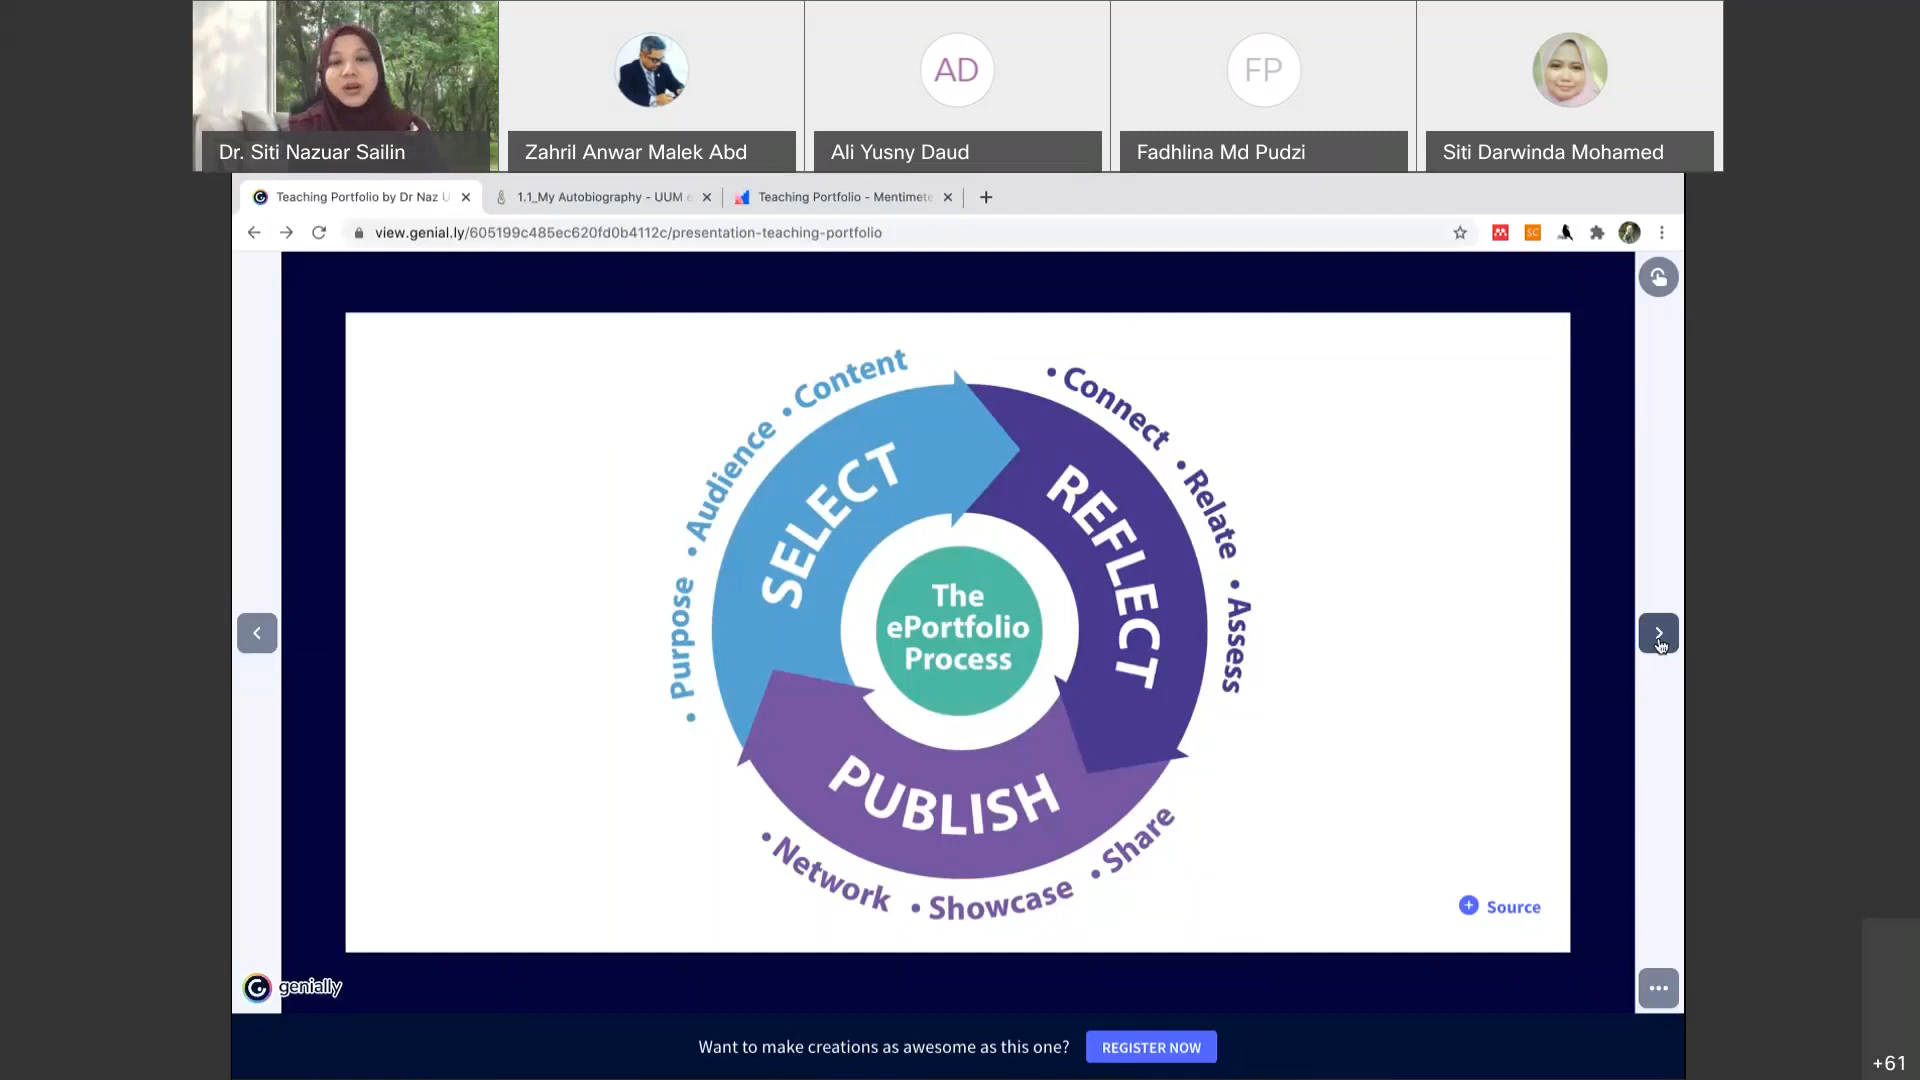 AD
FP
Dr. Siti Nazuar Sailin
Zahril Anwar Malek Abd
Ali Yusny Daud
Fadhlina Md Pudzi
Siti Darwinda Mohamed
Teaching Portfolio by Dr Naz U
1.1_My Autobiography - UUM e
Teaching Portfolio - Mentimete
view.genial.ly/605199c485ec620fd0b4112c/presentation-teaching-portfolio
SC
• Purpose • Audience • Content
SELECT
• Connect • Relate • Assess
REFLECT
The
ePortfolio
Process
PUBLISH
• Network • Showcase • Share
Source
genially
Want to make creations as awesome as this one?
REGISTER NOW
+61